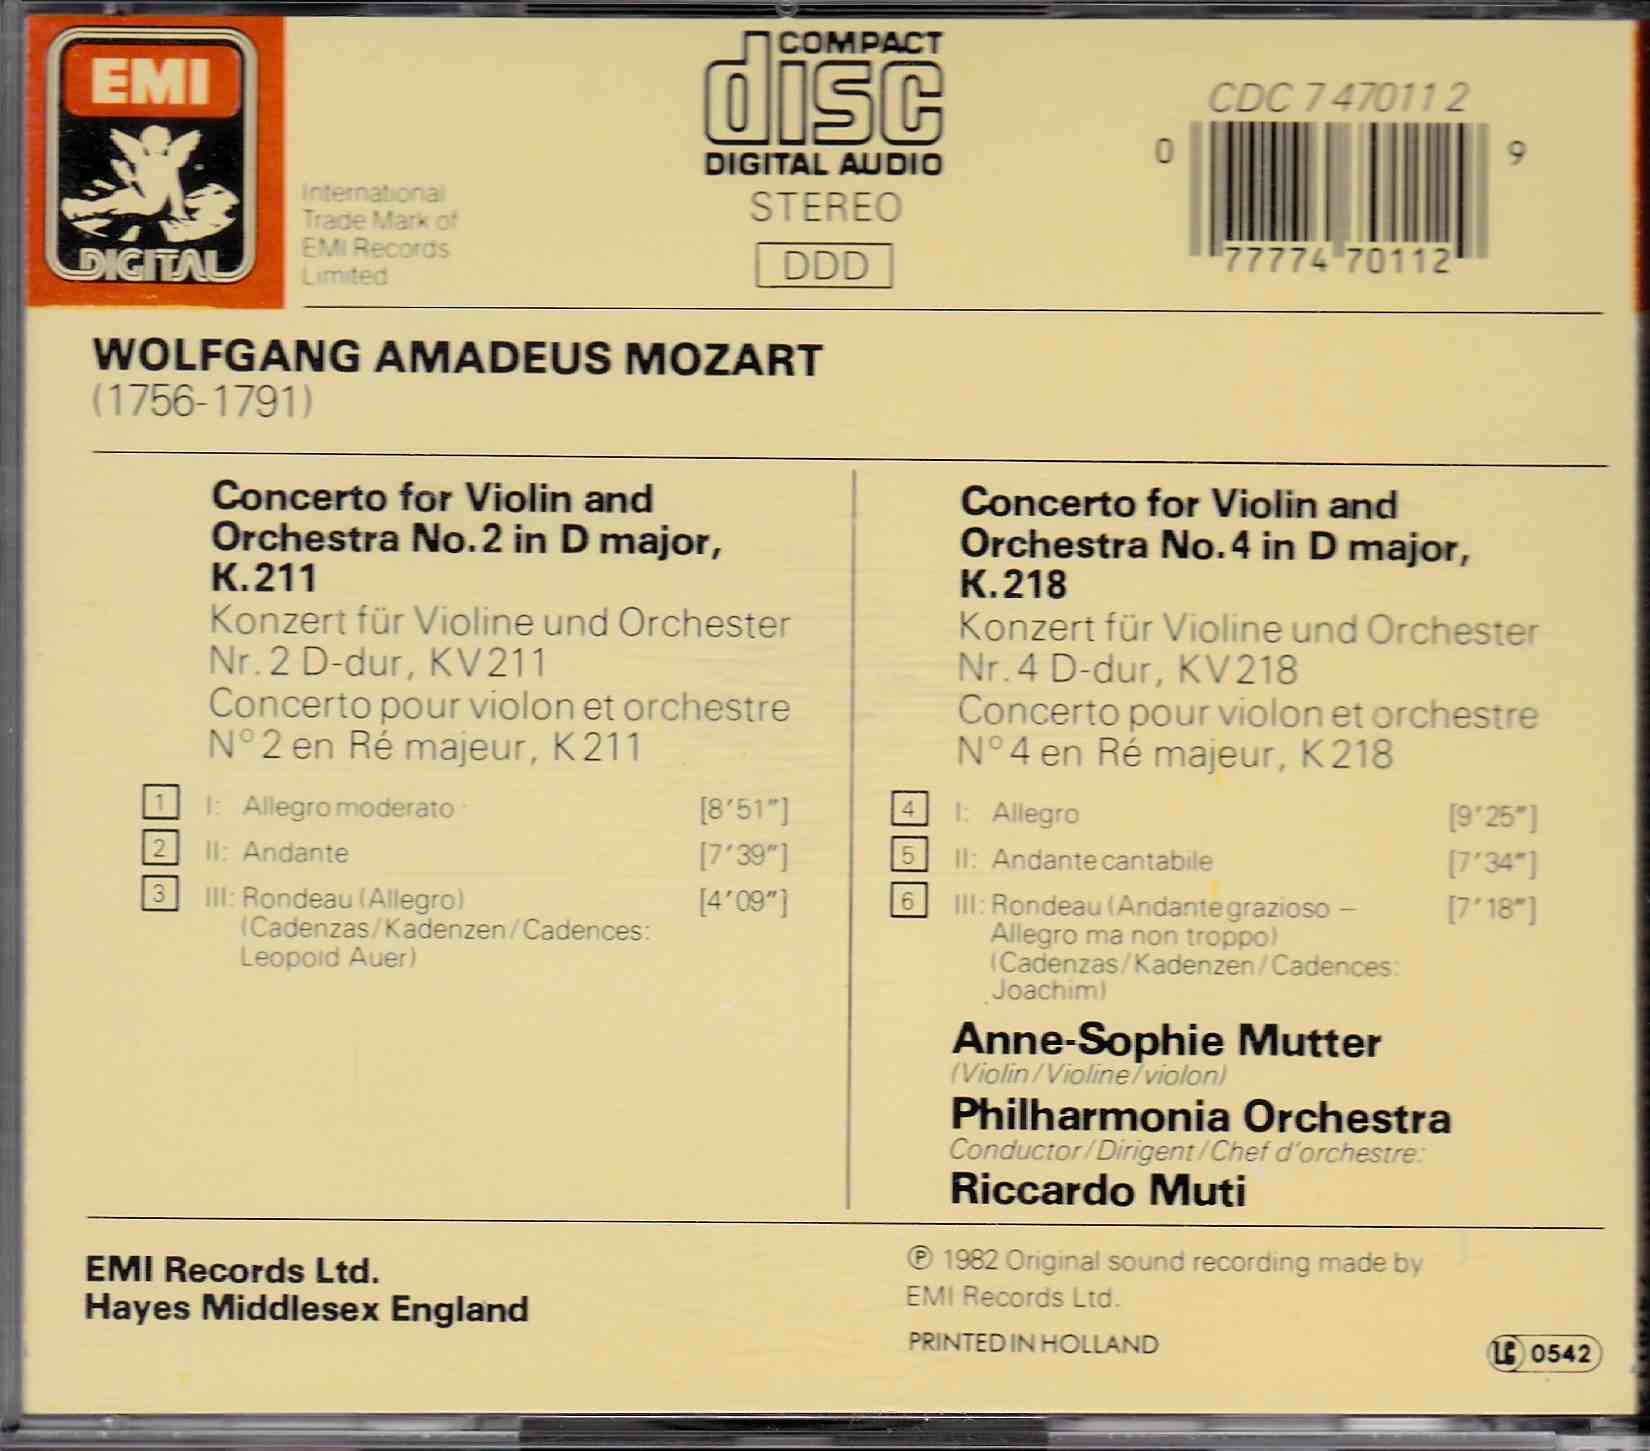 EMI
DIGITAL
International
Trade Mark of
EMI Records
Limited
COMPACT
disc
DIGITAL AUDIO
STEREO
DDD
CDC 7 47011 2
0 77774 70112 9
WOLFGANG AMADEUS MOZART
(1756-1791)
Concerto for Violin and
Orchestra No. 2 in D major,
K. 211
Konzert für Violine und Orchester
Nr. 2 D-dur, KV 211
Concerto pour violon et orchestre
N° 2 en Ré majeur, K 211
1 I: Allegro moderato [8'51"]
2 II: Andante [7'39"]
3 III: Rondeau (Allegro) [4'09"]
(Cadenzas/Kadenzen/Cadences:
Leopold Auer)
Concerto for Violin and
Orchestra No. 4 in D major,
K. 218
Konzert für Violine und Orchester
Nr. 4 D-dur, KV 218
Concerto pour violon et orchestre
N° 4 en Ré majeur, K 218
4 I: Allegro [9'25"]
5 II: Andante cantabile [7'34"]
6 III: Rondeau (Andante grazioso – [7'18"]
Allegro ma non troppo)
(Cadenzas/Kadenzen/Cadences:
Joachim)
Anne-Sophie Mutter
(Violin/Violine/violon)
Philharmonia Orchestra
Conductor/Dirigent/Chef d'orchestre:
Riccardo Muti
EMI Records Ltd.
Hayes Middlesex England
℗ 1982 Original sound recording made by
EMI Records Ltd.
PRINTED IN HOLLAND
LC 0542